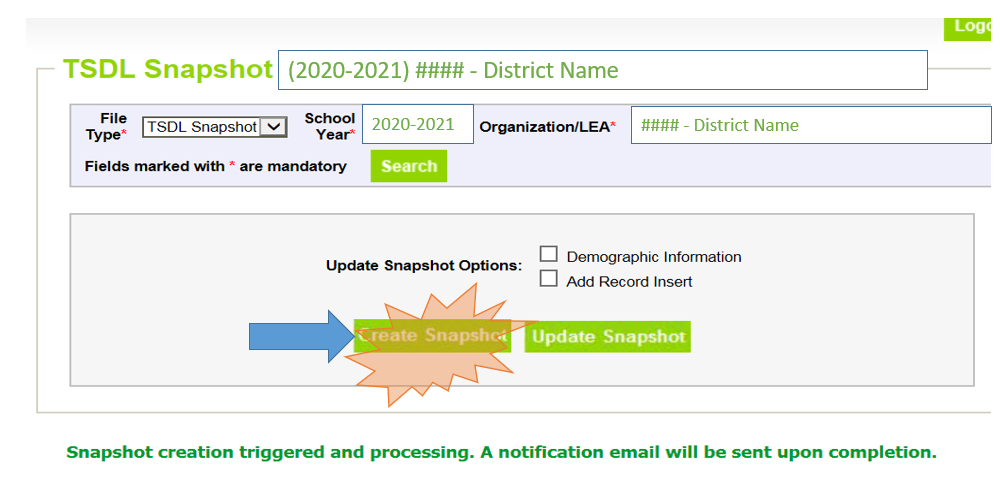 TSDL Snapshot (2020-2021) #### - District Name
File Type* TSDL Snapshot School Year* 2020-2021 Organization/LEA* #### - District Name
Fields marked with * are mandatory Search
Update Snapshot Options: Demographic Information
Add Record Insert
Create Snapshot Update Snapshot
Snapshot creation triggered and processing. A notification email will be sent upon completion.